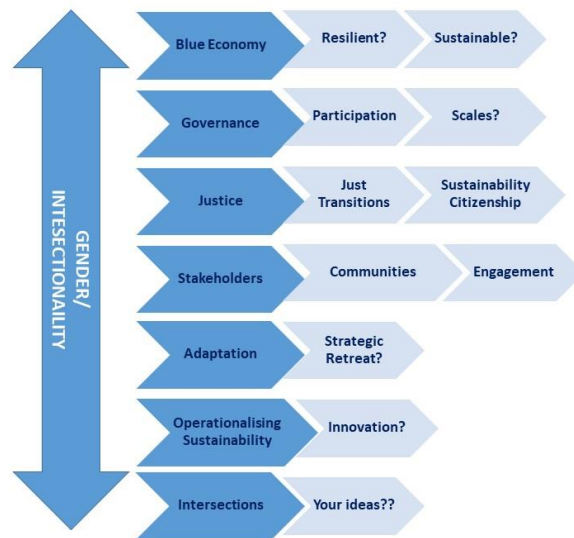 GENDER/
INTESECTIONAILITY
Blue Economy
Resilient?
Sustainable?
Governance
Participation
Scales?
Justice
Just
Transitions
Sustainability
Citizenship
Stakeholders
Communities
Engagement
Adaptation
Strategic
Retreat?
Operationalising
Sustainability
Innovation?
Intersections
Your ideas??